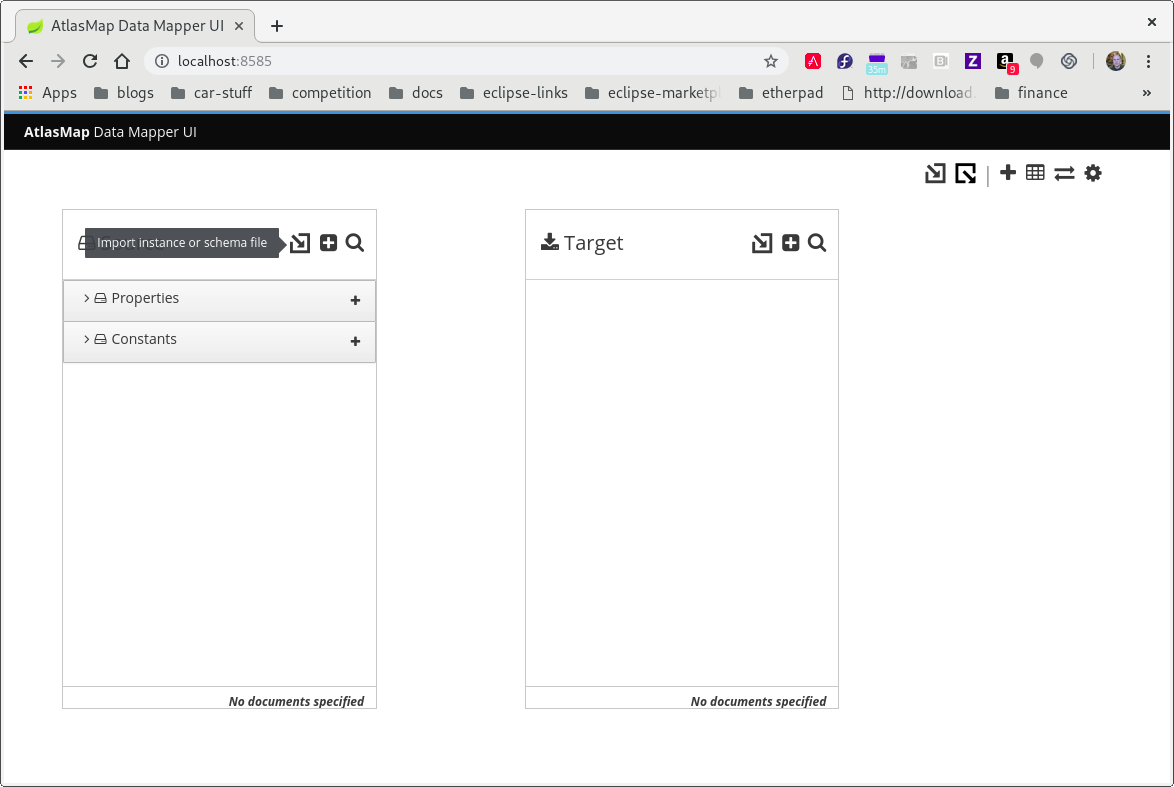 AtlasMap Data Mapper UI
localhost:8585
35m
9
Apps blogs car-stuff competition docs eclipse-links eclipse-marketpl etherpad http://download. finance »
AtlasMap Data Mapper UI
Import instance or schema file
Target
Properties
Constants
No documents specified
No documents specified